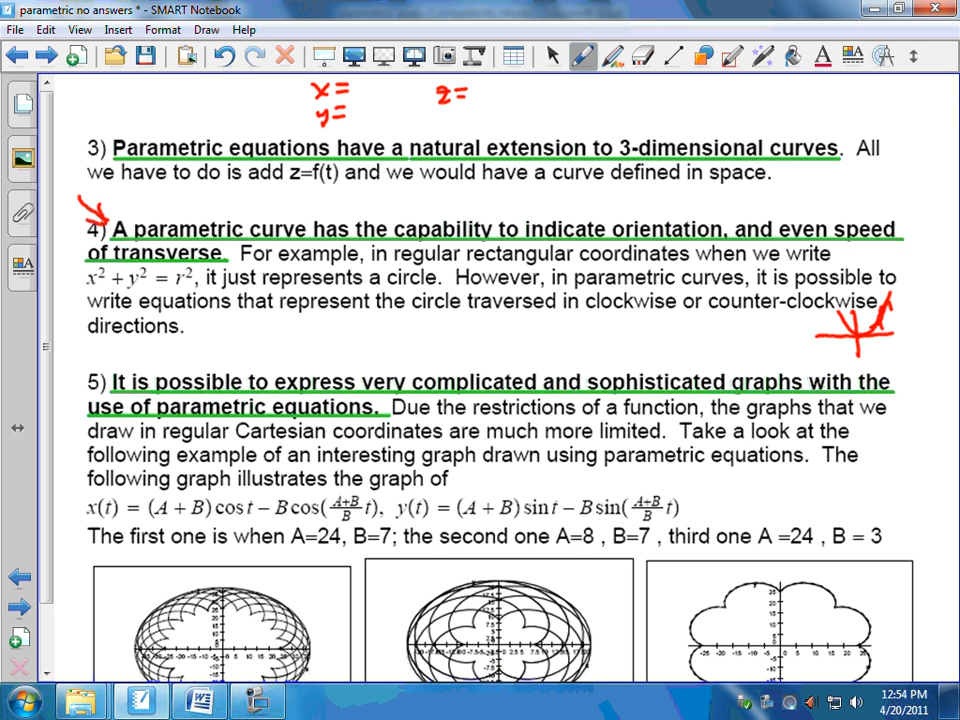 parametric no answers * - SMART Notebook
File Edit View Insert Format Draw Help
x= z=
y=
3) Parametric equations have a natural extension to 3-dimensional curves. All
we have to do is add z=f(t) and we would have a curve defined in space.
4) A parametric curve has the capability to indicate orientation, and even speed
of transverse. For example, in regular rectangular coordinates when we write
x² + y² = r², it just represents a circle. However, in parametric curves, it is possible to
write equations that represent the circle traversed in clockwise or counter-clockwise
directions.
5) It is possible to express very complicated and sophisticated graphs with the
use of parametric equations. Due the restrictions of a function, the graphs that we
draw in regular Cartesian coordinates are much more limited. Take a look at the
following example of an interesting graph drawn using parametric equations. The
following graph illustrates the graph of
x(t) = (A + B) cos t − B cos(A+B/B t), y(t) = (A + B) sin t − B sin(A+B/B t)
The first one is when A=24, B=7; the second one A=8 , B=7 , third one A =24 , B = 3
12:54 PM
4/20/2011